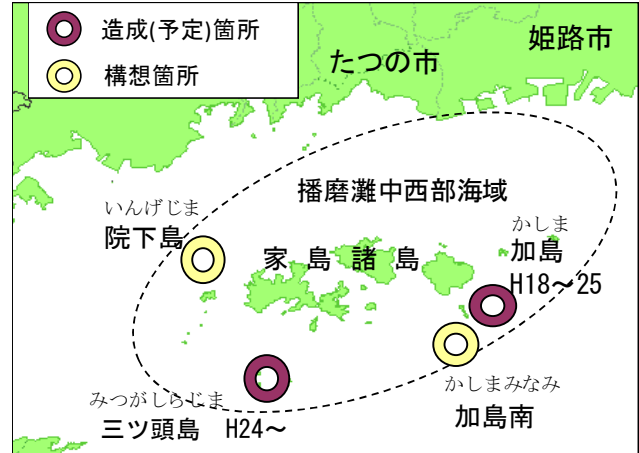 造成(予定)箇所
構想箇所
姫路市
たつの市
播磨灘中西部海域
いんげじま
院下島
家島諸島
かしま
加島
H18～25
みつがしらじま
三ツ頭島 H24～
かしまみなみ
加島南